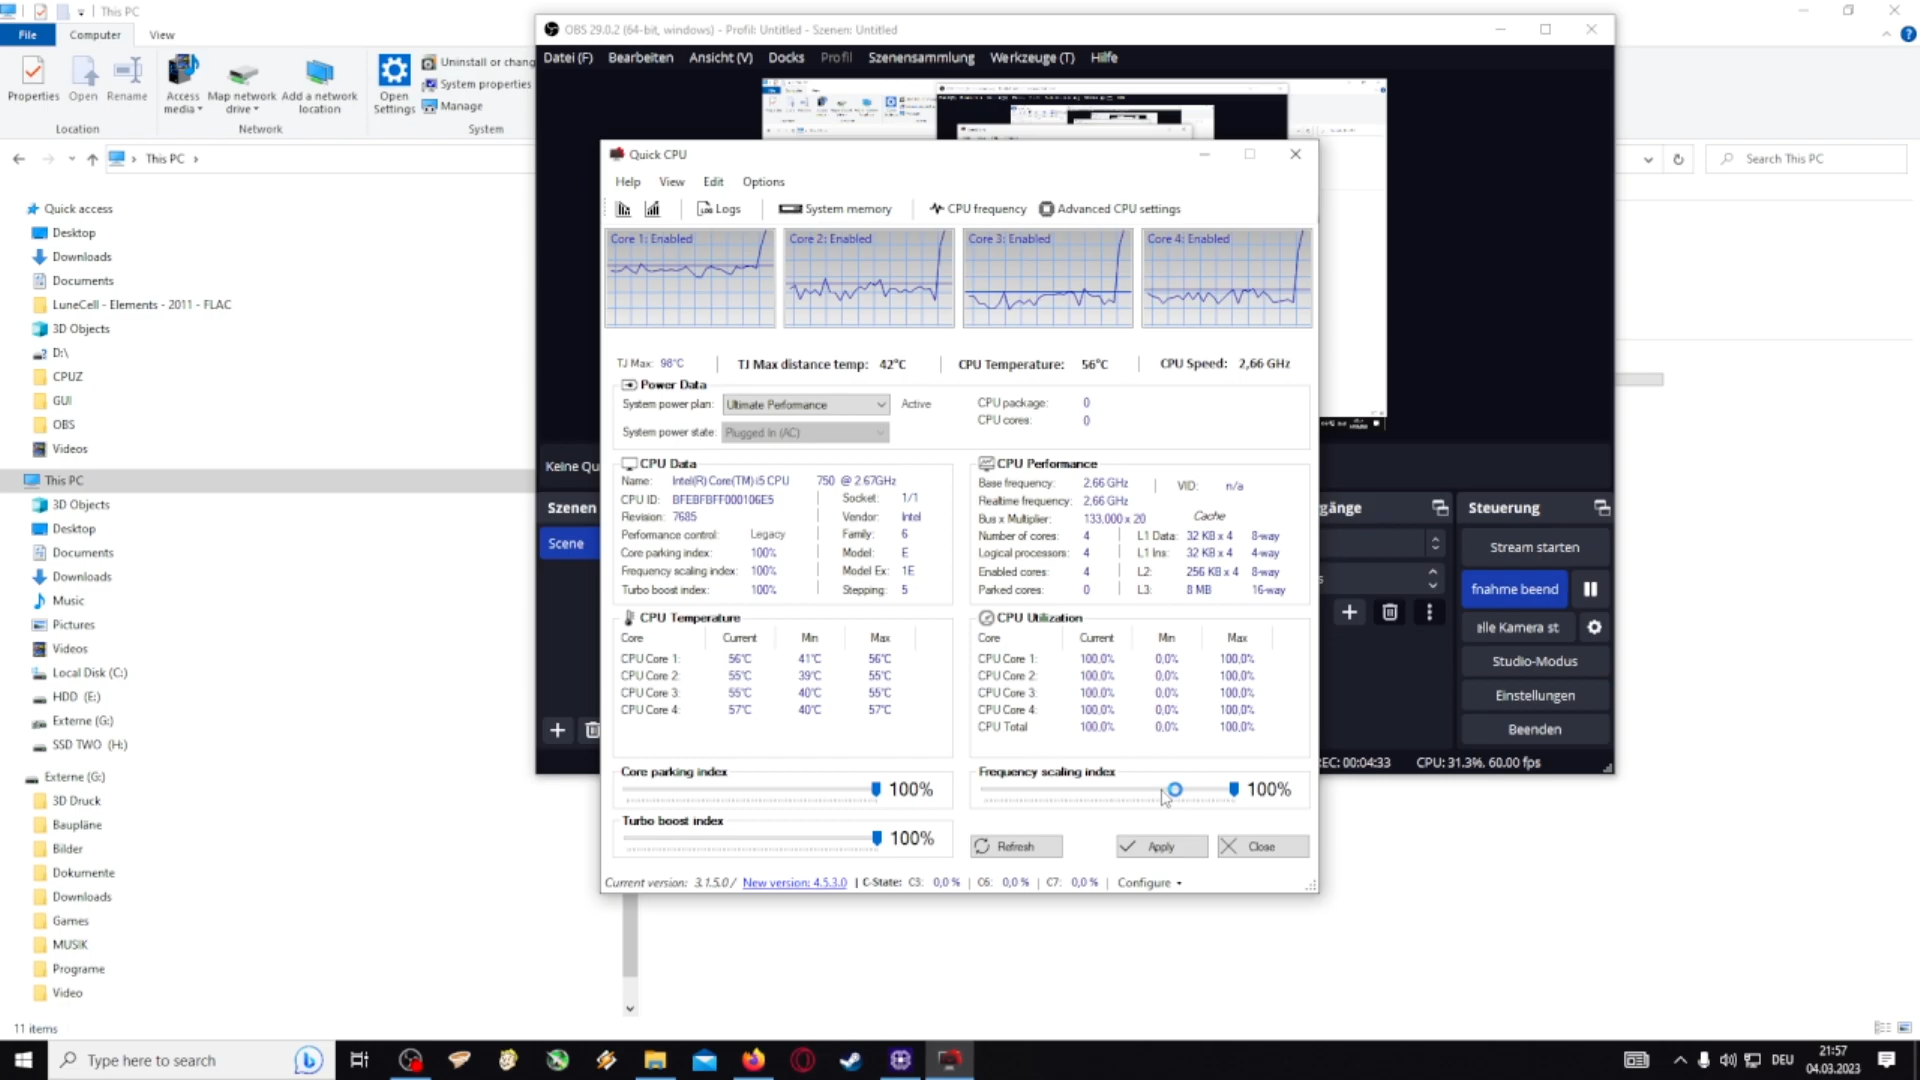 This PC
File
Computer
View
Properties
Open
Rename
Access media
Map network drive
Add a network location
Open Settings
Uninstall or chang
System properties
Manage
Location
Network
System
This PC
Search This PC
Quick access
Desktop
Downloads
Documents
LuneCell - Elements - 2011 - FLAC
3D Objects
D:\
CPUZ
GUI
OBS
Videos
This PC
3D Objects
Desktop
Documents
Downloads
Music
Pictures
Videos
Local Disk (C:)
HDD (E:)
Externe (G:)
SSD TWO (H:)
Externe (G:)
3D Druck
Baupläne
Bilder
Dokumente
Downloads
Games
MUSIK
Programe
Video
11 items
OBS 29.0.2 (64-bit, windows) - Profil: Untitled - Szenen: Untitled
Datei (F) Bearbeiten Ansicht (V) Docks Profil Szenensammlung Werkzeuge (T) Hilfe
Keine Qu
Szenen
Scene
gänge
Steuerung
Stream starten
fnahme beend
elle Kamera st
Studio-Modus
Einstellungen
Beenden
REC: 00:04:33 CPU: 31.3%, 60.00 fps
Quick CPU
Help View Edit Options
Logs System memory CPU frequency Advanced CPU settings
Core 1: Enabled Core 2: Enabled Core 3: Enabled Core 4: Enabled
TJ Max: 98°C TJ Max distance temp: 42°C CPU Temperature: 56°C CPU Speed: 2,66 GHz
Power Data
System power plan: Ultimate Performance Active
System power state: Plugged In (AC)
CPU package: 0
CPU cores: 0
CPU Data
Name: Intel(R) Core(TM) i5 CPU 750 @ 2.67GHz
CPU ID: BFEBFBFF000106E5 Socket: 1/1
Revision: 7685 Vendor: Intel
Performance control: Legacy Family: 6
Core parking index: 100% Model: E
Frequency scaling index: 100% Model Ex: 1E
Turbo boost index: 100% Stepping: 5
CPU Performance
Base frequency: 2,66 GHz VID: n/a
Realtime frequency: 2,66 GHz
Bus x Multiplier: 133,000 x 20 Cache
Number of cores: 4 L1 Data: 32 KB x 4 8-way
Logical processors: 4 L1 Ins: 32 KB x 4 4-way
Enabled cores: 4 L2: 256 KB x 4 8-way
Parked cores: 0 L3: 8 MB 16-way
CPU Temperature
Core Current Min Max
CPU Core 1: 56°C 41°C 56°C
CPU Core 2: 55°C 39°C 55°C
CPU Core 3: 55°C 40°C 55°C
CPU Core 4: 57°C 40°C 57°C
CPU Utilization
Core Current Min Max
CPU Core 1: 100,0% 0,0% 100,0%
CPU Core 2: 100,0% 0,0% 100,0%
CPU Core 3: 100,0% 0,0% 100,0%
CPU Core 4: 100,0% 0,0% 100,0%
CPU Total 100,0% 0,0% 100,0%
Core parking index
100%
Frequency scaling index
100%
Turbo boost index
100%
Refresh Apply Close
Current version: 3.1.5.0 / New version: 4.5.3.0 | C-State: C3: 0,0 % | C6: 0,0 % | C7: 0,0 % | Configure
Type here to search
DEU
21:57
04.03.2023